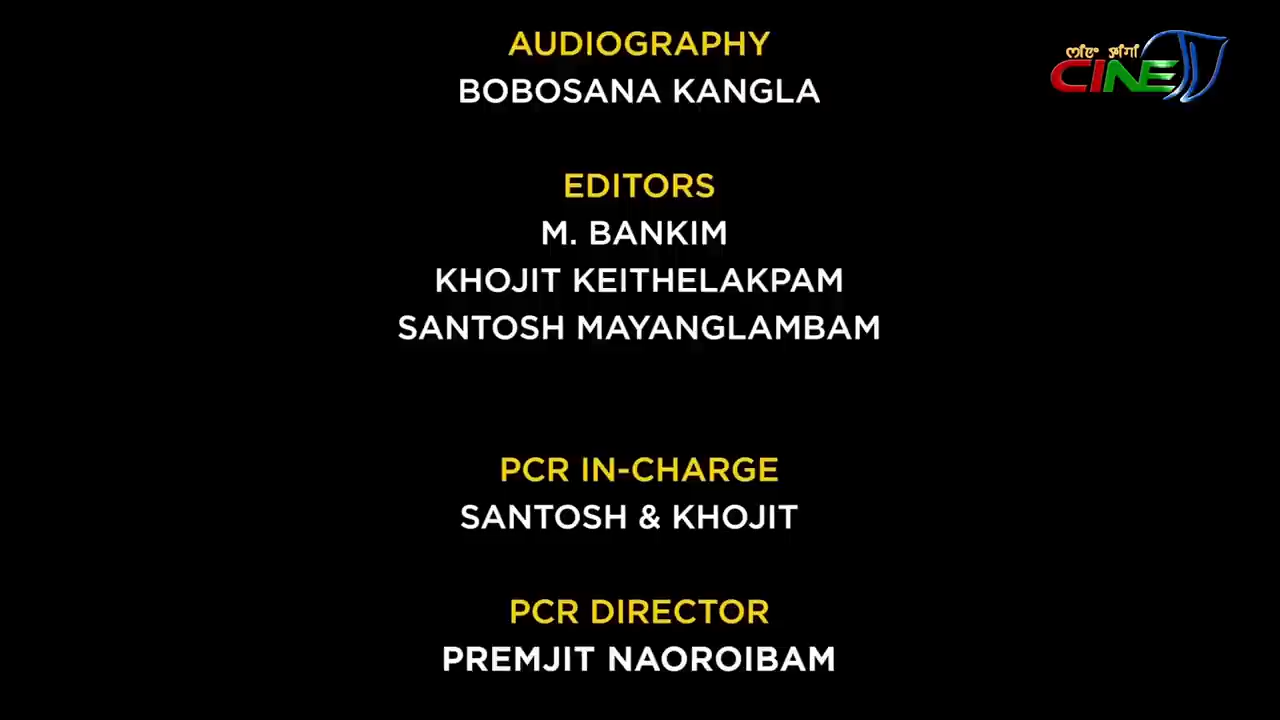 AUDIOGRAPHY
BOBOSANA KANGLA
EDITORS
M. BANKIM
KHOJIT KEITHELAKPAM
SANTOSH MAYANGLAMBAM
PCR IN-CHARGE
SANTOSH & KHOJIT
PCR DIRECTOR
PREMJIT NAOROIBAM
CINE TV